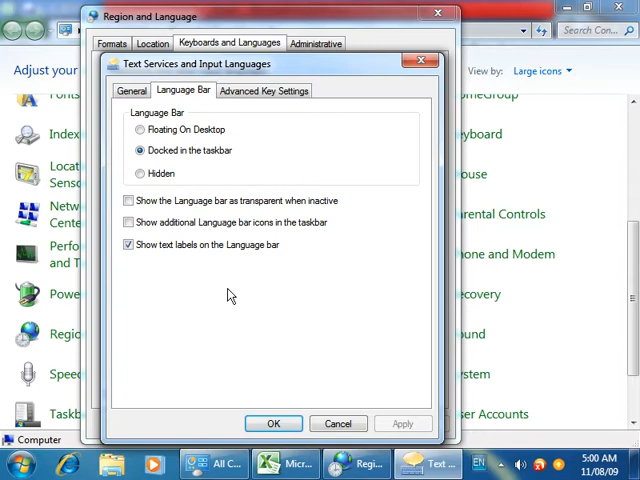 Region and Language
Formats
Location
Keyboards and Languages
Administrative
Search Con...
Adjust your
View by:
Large icons
Text Services and Input Languages
General
Language Bar
Advanced Key Settings
Language Bar
Floating On Desktop
Docked in the taskbar
Hidden
Show the Language bar as transparent when inactive
Show additional Language bar icons in the taskbar
Show text labels on the Language bar
OK
Cancel
Apply
Fonts
Index
Locat
Senso
Netw
Cente
Perfo
and T
Powe
Regio
Speec
Taskb
omeGroup
eyboard
ouse
arental Controls
hone and Modem
ecovery
ound
ystem
ser Accounts
Computer
All C...
Micr...
Regi...
Text ...
EN
5:00 AM
11/08/09